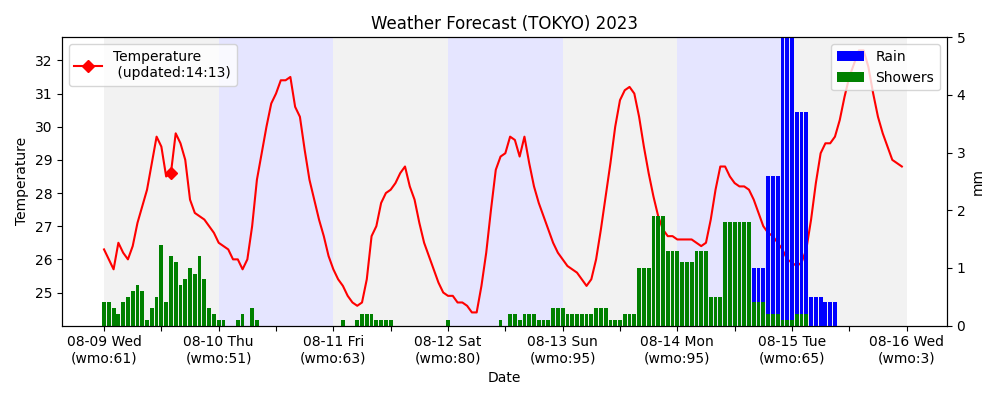 Weather Forecast (TOKYO) 2023
Temperature
(updated:14:13)
Rain
Showers
Temperature
32
31
30
29
28
27
26
25
5
4
3
2
1
0
mm
08-09 Wed
(wmo:61)
08-10 Thu
(wmo:51)
08-11 Fri
(wmo:63)
08-12 Sat
(wmo:80)
08-13 Sun
(wmo:95)
08-14 Mon
(wmo:95)
08-15 Tue
(wmo:65)
08-16 Wed
(wmo:3)
Date